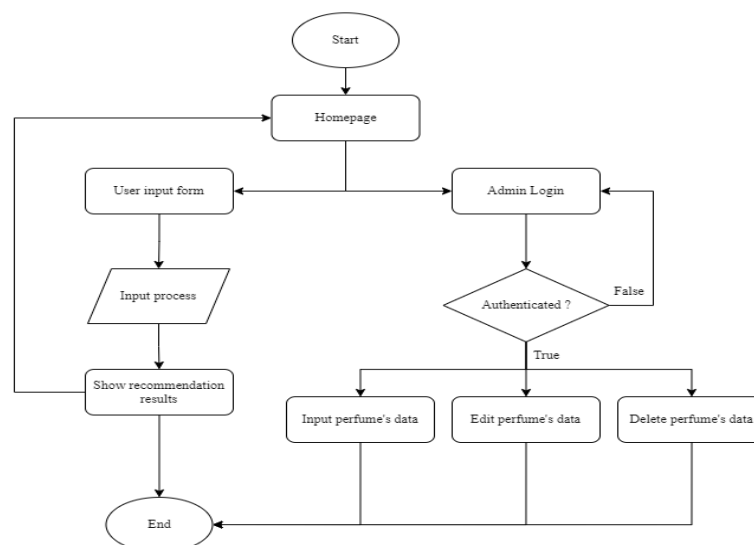 Start
Homepage
User input form
Admin Login
Input process
Authenticated ?
False
True
Show recommendation
results
Input perfume's data
Edit perfume's data
Delete perfume's data
End